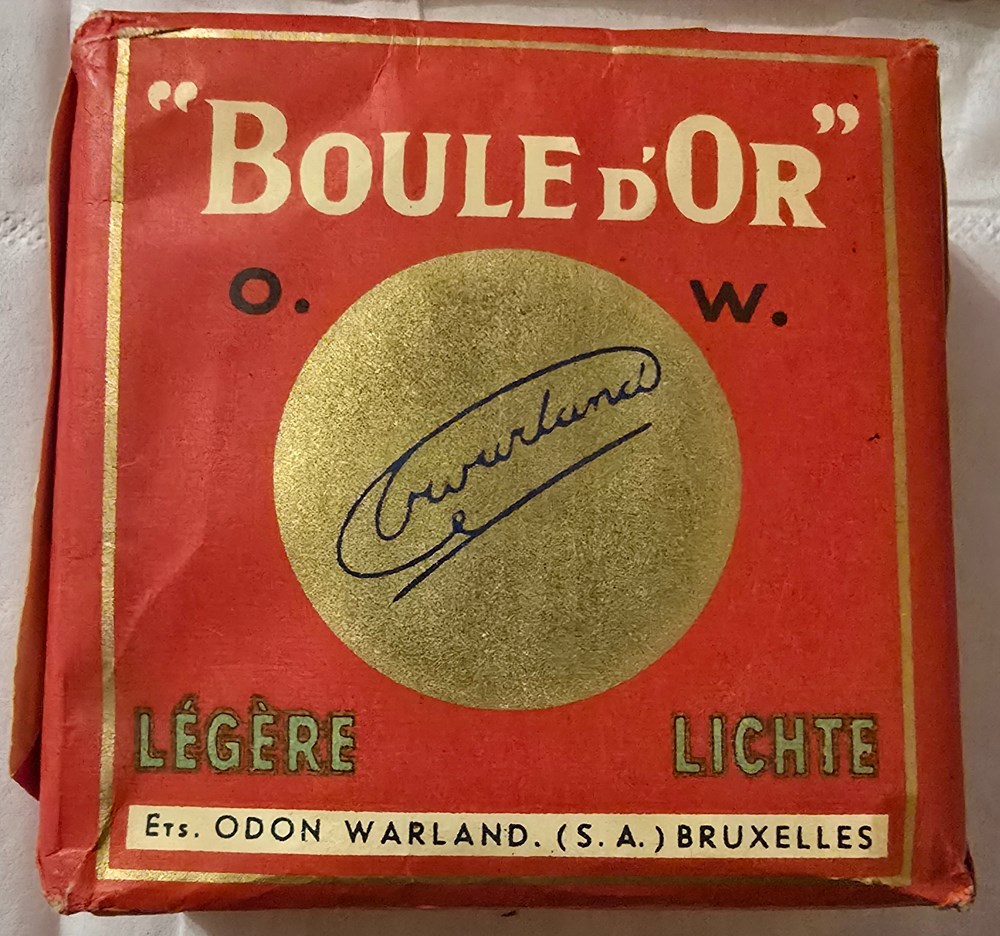 “BOULE D'OR”
O. W.
Owarland
LÉGÈRE LICHTE
ETS. ODON WARLAND. (S. A.) BRUXELLES